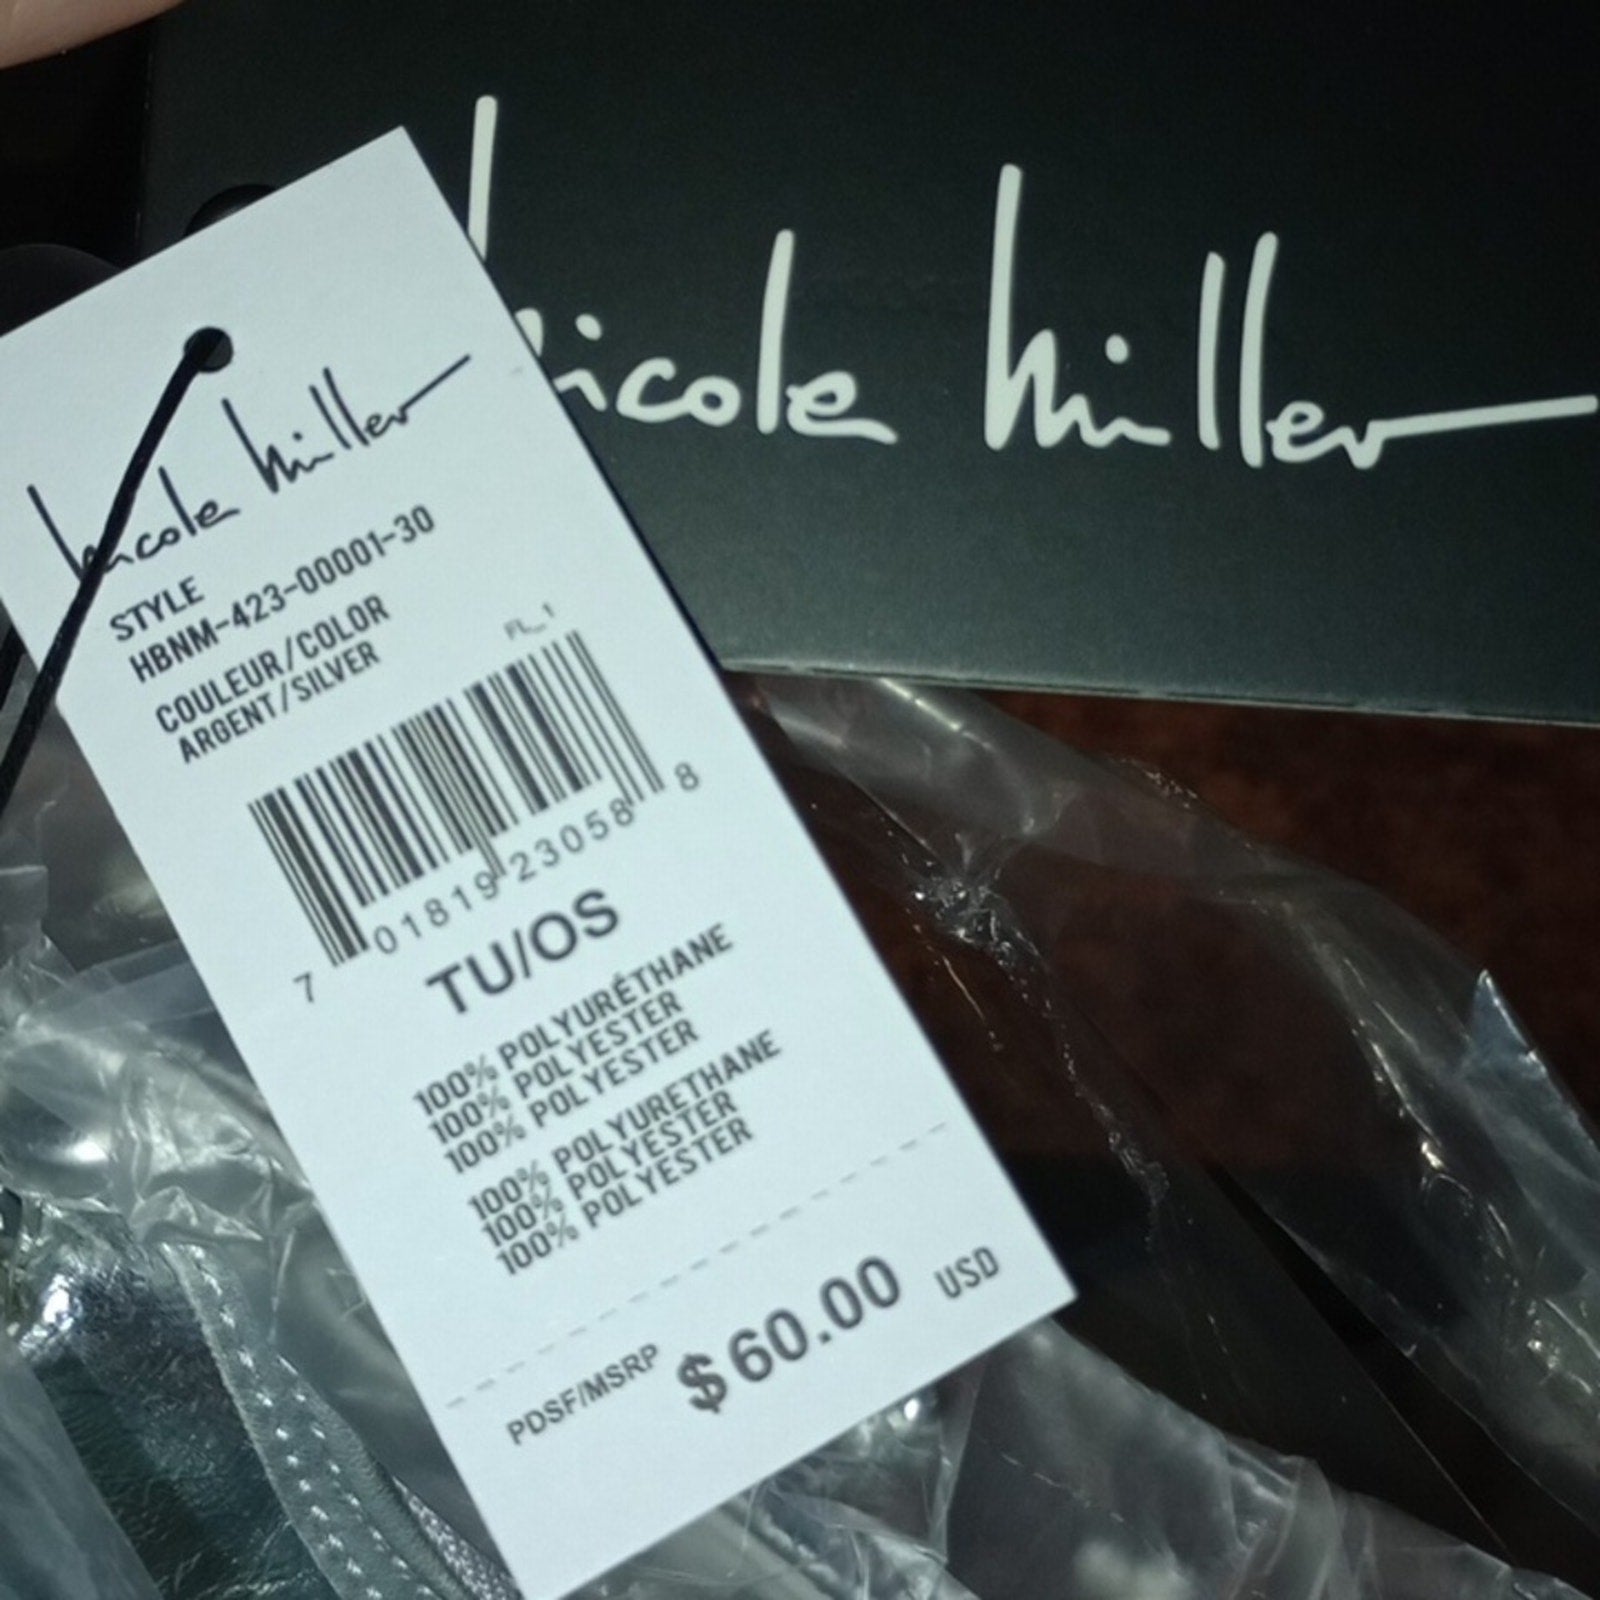 nicole miller
nicole miller
STYLE
HBNM-423-00001-30
COULEUR/COLOR
ARGENT/SILVER
FL_1
7 01819 23058 8
TU/OS
100% POLYURÉTHANE
100% POLYESTER
100% POLYESTER
100% POLYURETHANE
100% POLYESTER
100% POLYESTER
PDSF/MSRP $60.00 USD